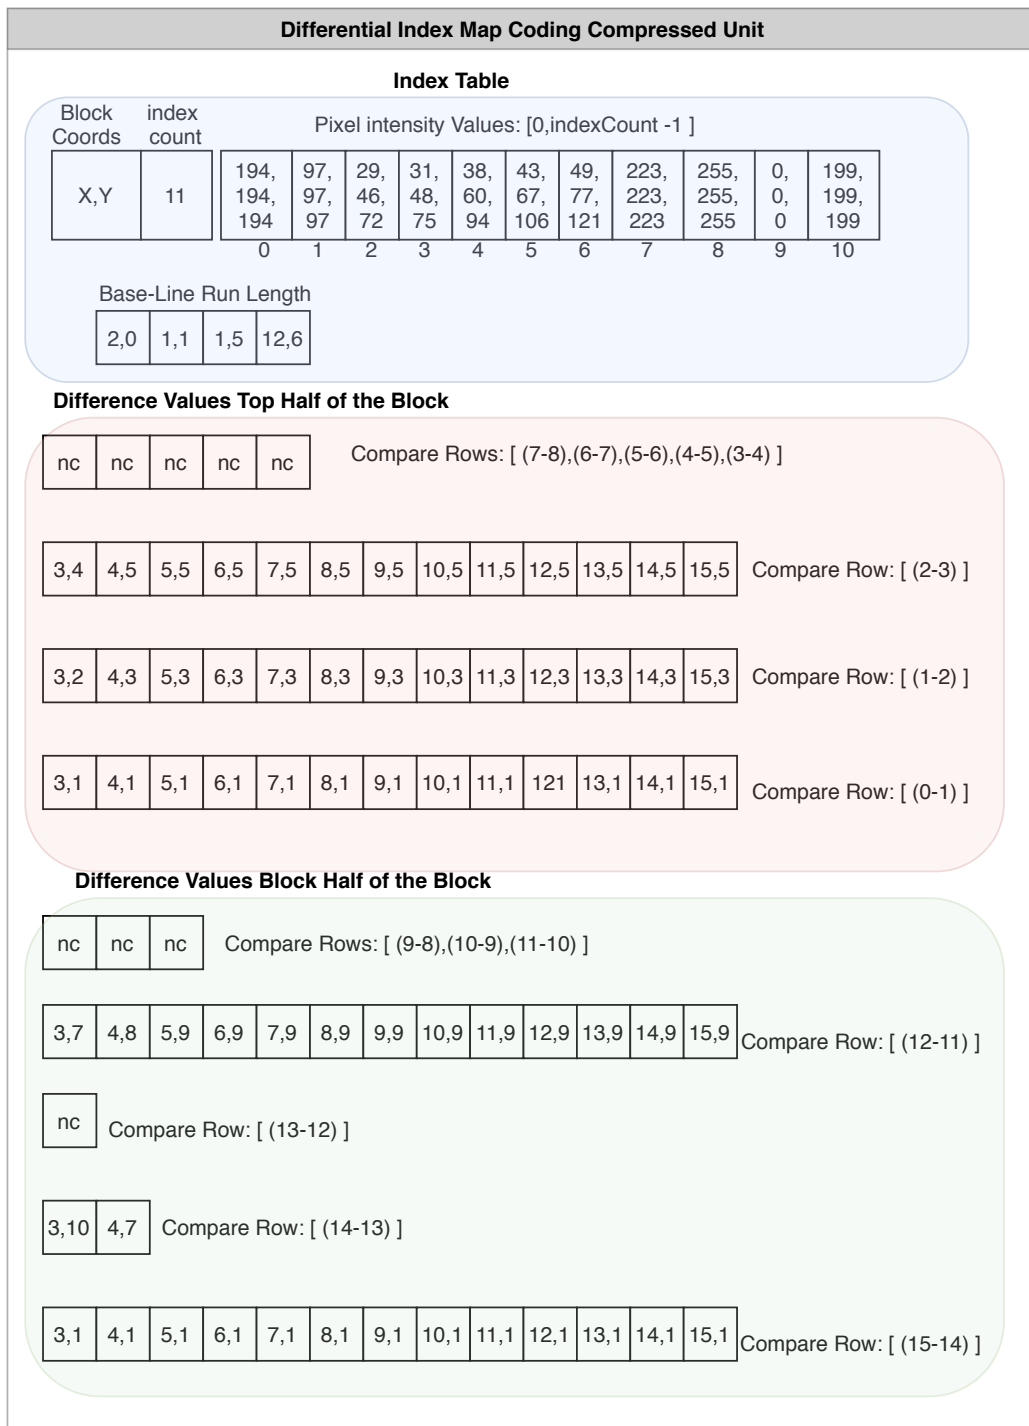 Differential Index Map Coding Compressed Unit
Index Table
Block Coords
index count
Pixel intensity Values: [0,indexCount -1 ]
X,Y 11 194, 194, 194 97, 97, 97 29, 46, 72 31, 48, 75 38, 60, 94 43, 67, 106 49, 77, 121 223, 223, 223 255, 255, 255 0, 0, 0 199, 199, 199
0 1 2 3 4 5 6 7 8 9 10
Base-Line Run Length
2,0 1,1 1,5 12,6
Difference Values Top Half of the Block
nc nc nc nc nc Compare Rows: [ (7-8),(6-7),(5-6),(4-5),(3-4) ]
3,4 4,5 5,5 6,5 7,5 8,5 9,5 10,5 11,5 12,5 13,5 14,5 15,5 Compare Row: [ (2-3) ]
3,2 4,3 5,3 6,3 7,3 8,3 9,3 10,3 11,3 12,3 13,3 14,3 15,3 Compare Row: [ (1-2) ]
3,1 4,1 5,1 6,1 7,1 8,1 9,1 10,1 11,1 121 13,1 14,1 15,1 Compare Row: [ (0-1) ]
Difference Values Block Half of the Block
nc nc nc Compare Rows: [ (9-8),(10-9),(11-10) ]
3,7 4,8 5,9 6,9 7,9 8,9 9,9 10,9 11,9 12,9 13,9 14,9 15,9 Compare Row: [ (12-11) ]
nc Compare Row: [ (13-12) ]
3,10 4,7 Compare Row: [ (14-13) ]
3,1 4,1 5,1 6,1 7,1 8,1 9,1 10,1 11,1 12,1 13,1 14,1 15,1 Compare Row: [ (15-14) ]